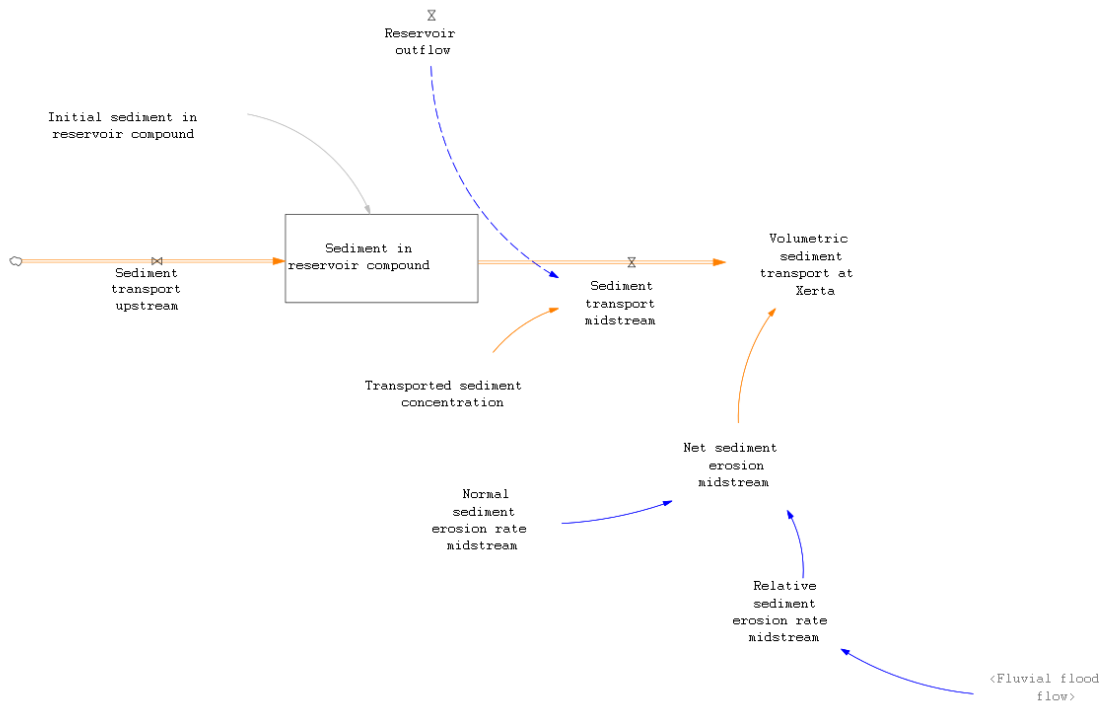 Reservoir
outflow
Initial sediment in
reservoir compound
Sediment in
reservoir compound
Sediment
transport
upstream
Volumetric
sediment
transport at
Xerta
Sediment
transport
midstream
Transported sediment
concentration
Net sediment
erosion
midstream
Normal
sediment
erosion rate
midstream
Relative
sediment
erosion rate
midstream
<Fluvial flood
flow>